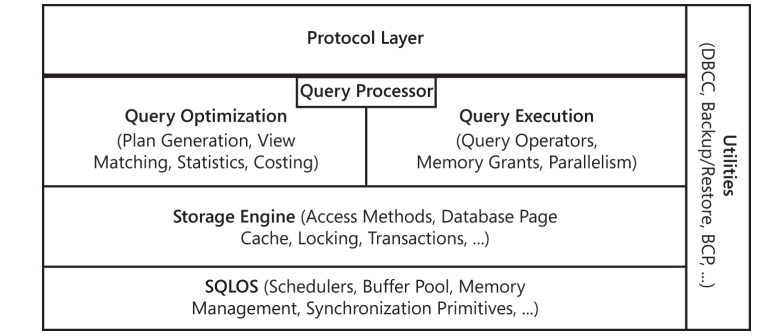 Protocol Layer
Query Processor
Query Optimization
(Plan Generation, View
Matching, Statistics, Costing)
Query Execution
(Query Operators,
Memory Grants, Parallelism)
Storage Engine (Access Methods, Database Page
Cache, Locking, Transactions, ...)
SQLOS (Schedulers, Buffer Pool, Memory
Management, Synchronization Primitives, ...)
Utilities
(DBCC, Backup/Restore, BCP, ...)